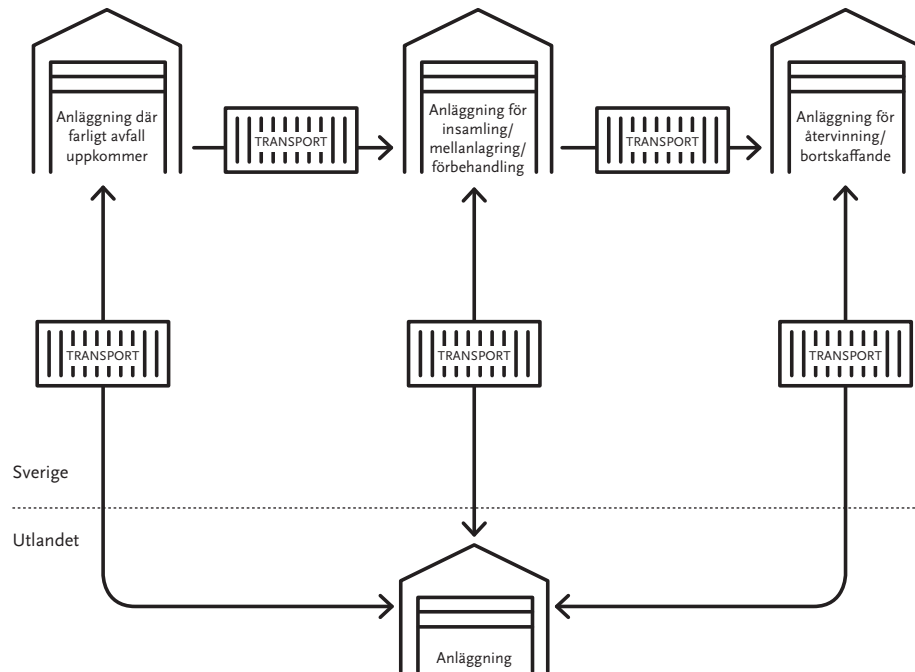 Anläggning där
farligt avfall
uppkommer
TRANSPORT
Anläggning för
insamling/
mellanlagring/
förbehandling
TRANSPORT
Anläggning för
återvinning/
bortskaffande
TRANSPORT
TRANSPORT
TRANSPORT
Sverige
Utlandet
Anläggning